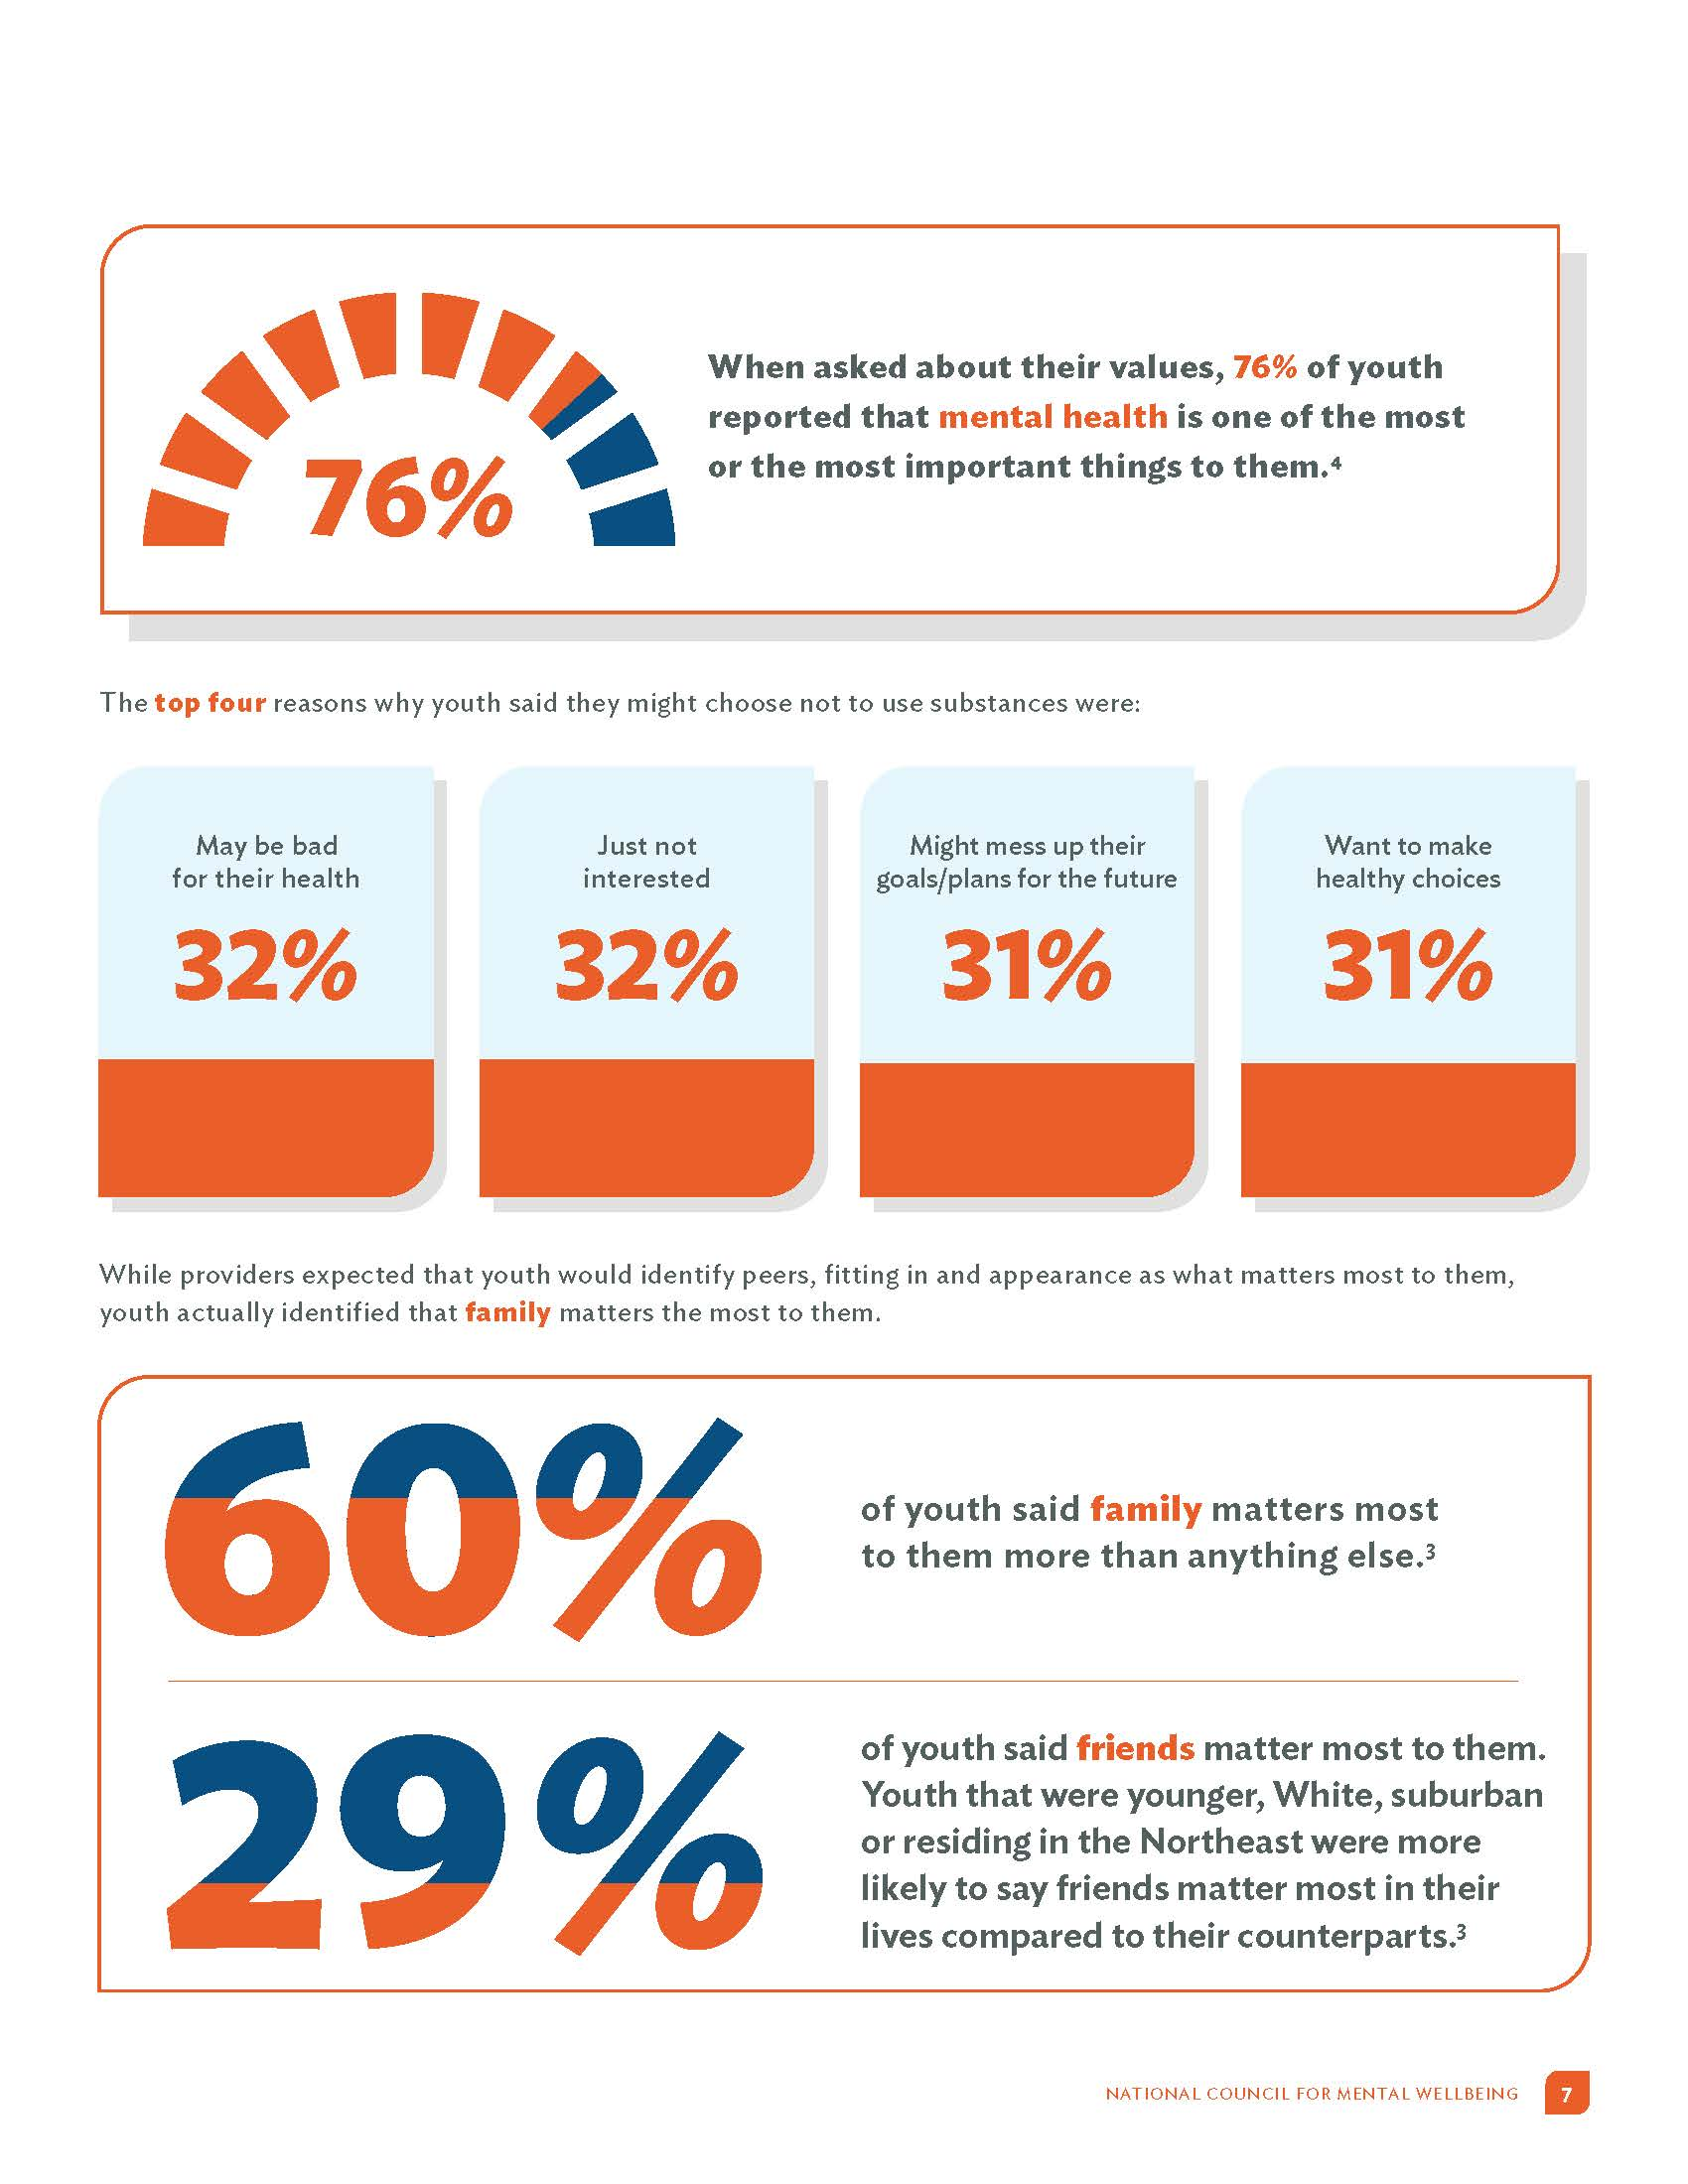 76%
When asked about their values, 76% of youth
reported that mental health is one of the most
or the most important things to them.⁴
The top four reasons why youth said they might choose not to use substances were:
May be bad
for their health
32%
Just not
interested
32%
Might mess up their
goals/plans for the future
31%
Want to make
healthy choices
31%
While providers expected that youth would identify peers, fitting in and appearance as what matters most to them,
youth actually identified that family matters the most to them.
60%
of youth said family matters most
to them more than anything else.³
29%
of youth said friends matter most to them.
Youth that were younger, White, suburban
or residing in the Northeast were more
likely to say friends matter most in their
lives compared to their counterparts.³
NATIONAL COUNCIL FOR MENTAL WELLBEING 7